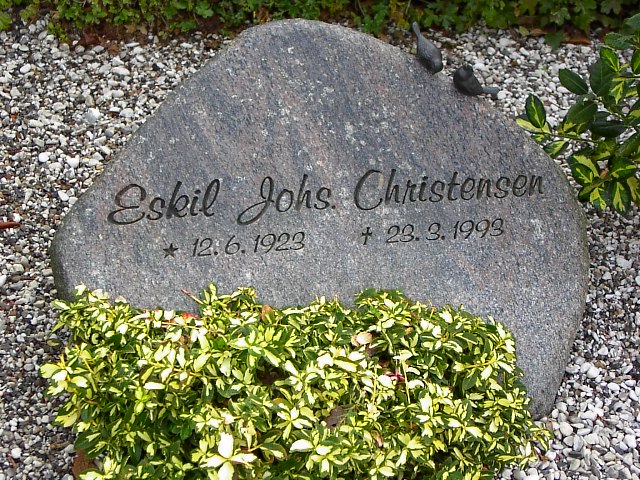 Eskil Johs. Christensen
★ 12.6.1923 ✝ 23.3.1993